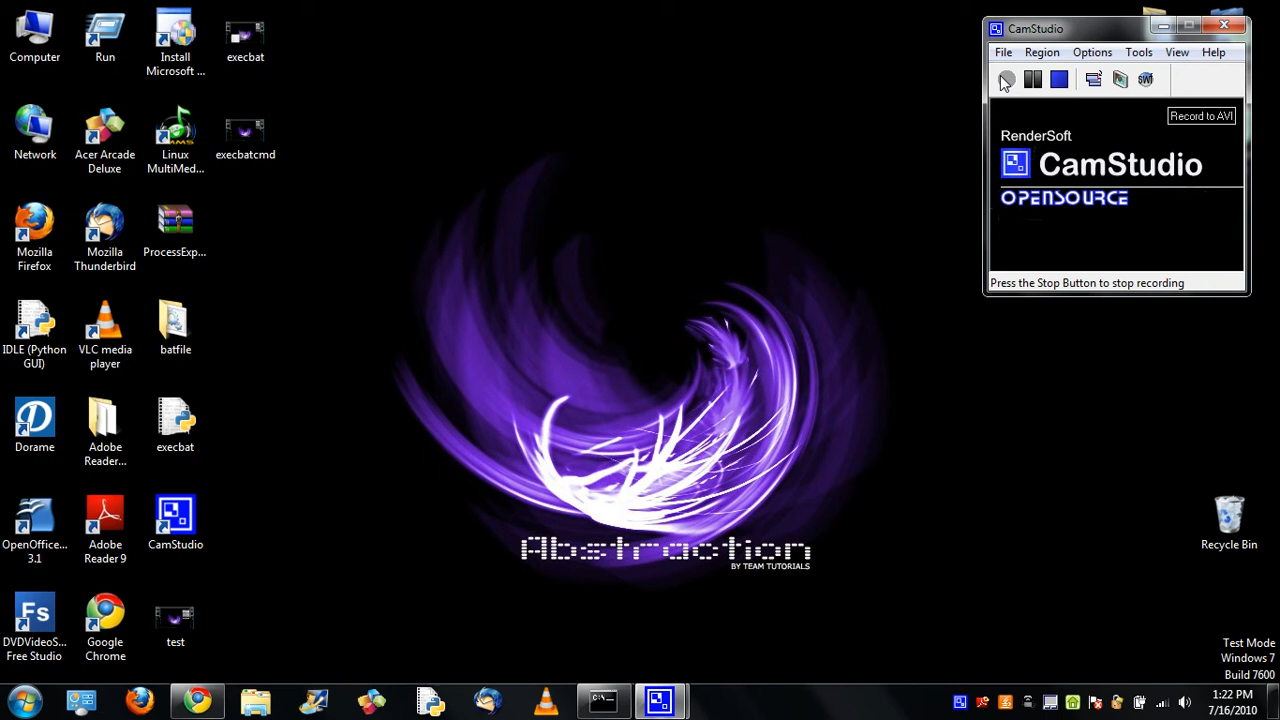 Computer
Run
Install
Microsoft ...
execbat
Network
Acer Arcade
Deluxe
Linux
MultiMed...
execbatcmd
Mozilla
Firefox
Mozilla
Thunderbird
ProcessExp...
IDLE (Python
GUI)
VLC media
player
batfile
Dorame
Adobe
Reader...
execbat
OpenOffice...
3.1
Adobe
Reader 9
CamStudio
DVDVideoS...
Free Studio
Google
Chrome
test
CamStudio
File Region Options Tools View Help
SWF
Record to AVI
RenderSoft
CamStudio
OPENSOURCE
Press the Stop Button to stop recording
Abstraction
BY TEAM TUTORIALS
Recycle Bin
Test Mode
Windows 7
Build 7600
1:22 PM
7/16/2010